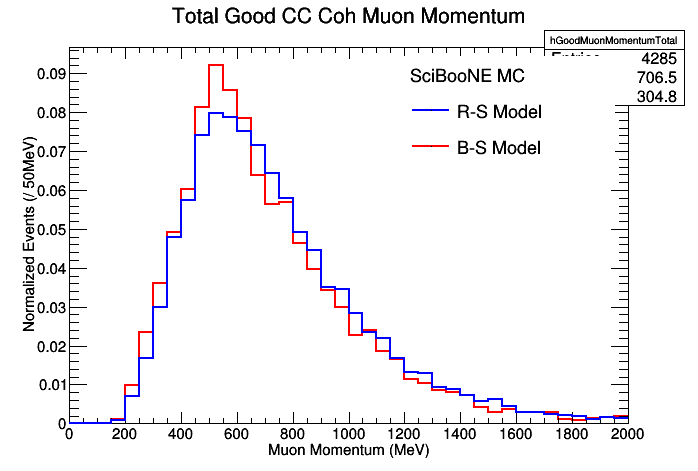 Total Good CC Coh Muon Momentum
hGoodMuonMomentumTotal
4285
706.5
304.8
SciBooNE MC
R-S Model
B-S Model
Normalized Events (/ 50MeV)
0.09
0.08
0.07
0.06
0.05
0.04
0.03
0.02
0.01
0
0 200 400 600 800 1000 1200 1400 1600 1800 2000
Muon Momentum (MeV)